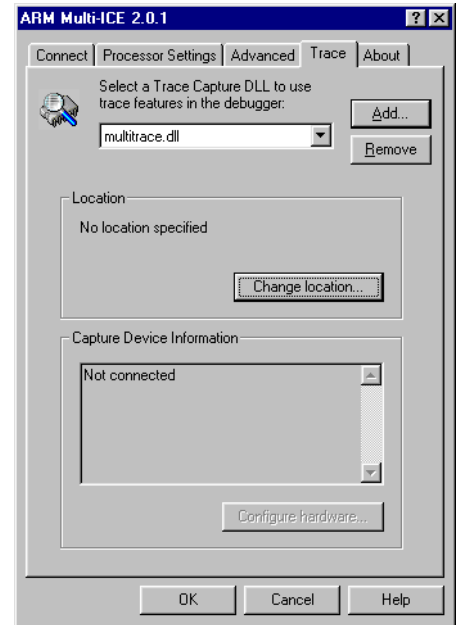 ARM Multi-ICE 2.0.1
Connect Processor Settings Advanced Trace About
Select a Trace Capture DLL to use
trace features in the debugger:
Add...
multitrace.dll
Remove
Location
No location specified
Change location...
Capture Device Information
Not connected
Configure hardware...
OK Cancel Help